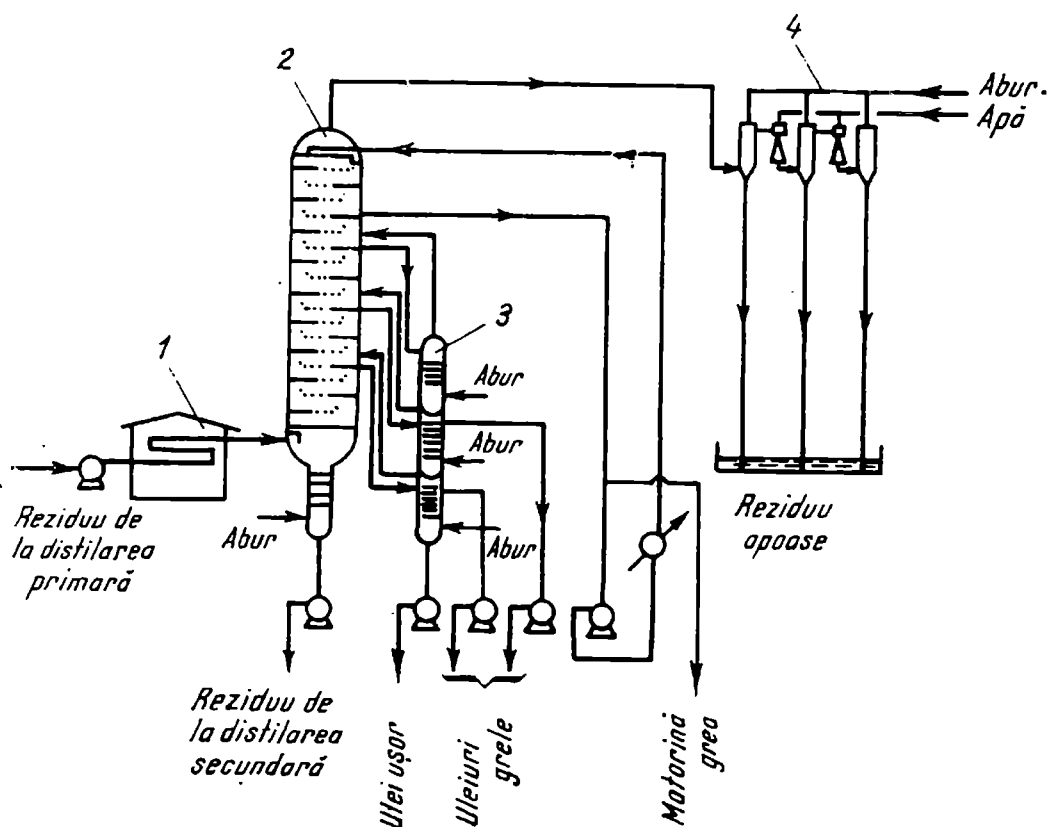 2
4
Abur.
Apă
1
3
Abur
Abur
Abur
Abur
Reziduu de
la distilarea
primară
Reziduu
apoase
Reziduu de
la distilarea
secundară
Ulei ușor
Uleiuri
grele
Motorină
grea